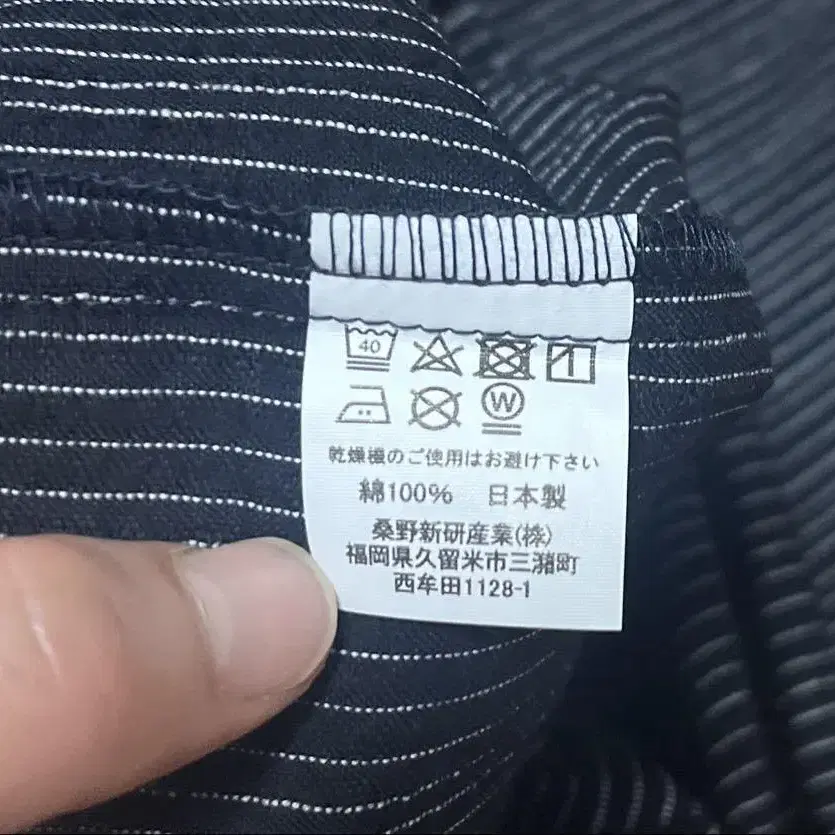 40
W
乾燥機のご使用はお避け下さい
綿100% 日本製
桑野新研産業(株)
福岡県久留米市三瀦町
西牟田1128-1